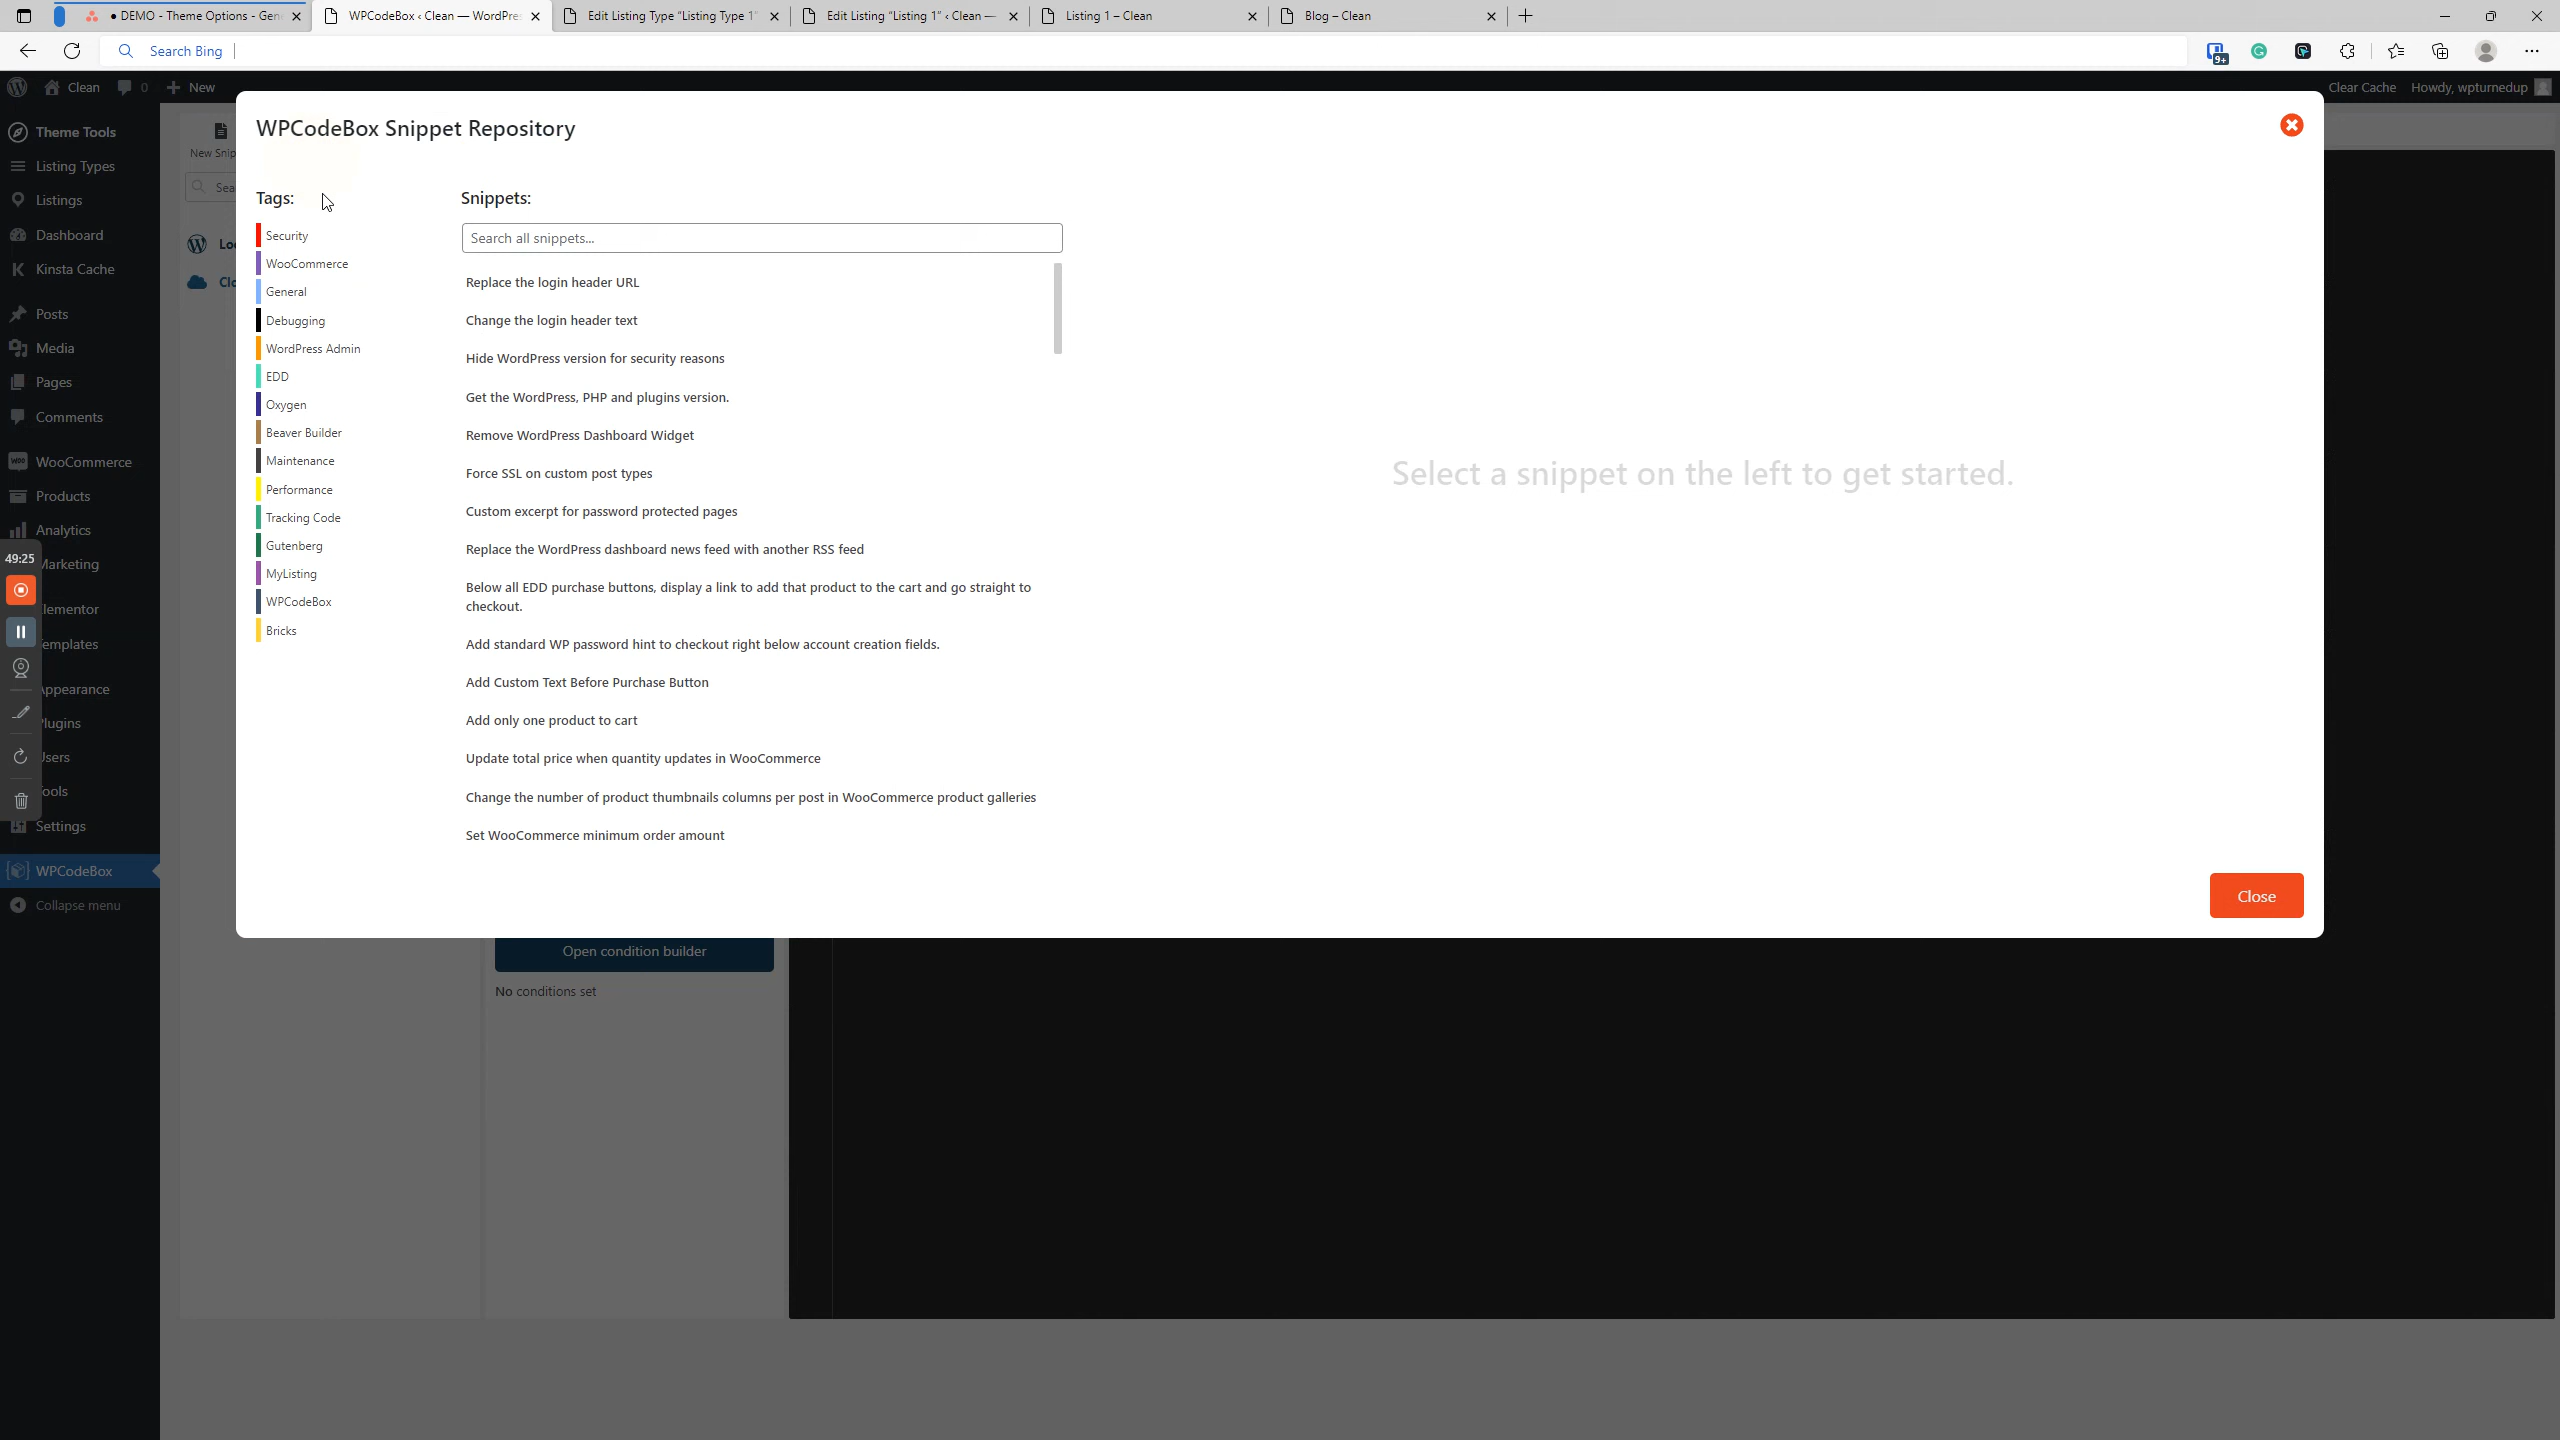 DEMO - Theme Options - Gen
WPCodeBox ‹ Clean — WordPre
Edit Listing Type "Listing Type 1"
Edit Listing "Listing 1" ‹ Clean —
Listing 1 – Clean
Blog – Clean
Search Bing
9+
Clean
0
New
Clear Cache
Howdy, wpturnedup
Theme Tools
Listing Types
Listings
Dashboard
Kinsta Cache
Posts
Media
Pages
Comments
WooCommerce
Products
Analytics
49:25
Marketing
lementor
emplates
ppearance
lugins
sers
ools
Settings
WPCodeBox
Collapse menu
New Snip
Sea
Lo
Clo
WPCodeBox Snippet Repository
Tags:
Security
WooCommerce
General
Debugging
WordPress Admin
EDD
Oxygen
Beaver Builder
Maintenance
Performance
Tracking Code
Gutenberg
MyListing
WPCodeBox
Bricks
Snippets:
Search all snippets...
Replace the login header URL
Change the login header text
Hide WordPress version for security reasons
Get the WordPress, PHP and plugins version.
Remove WordPress Dashboard Widget
Force SSL on custom post types
Custom excerpt for password protected pages
Replace the WordPress dashboard news feed with another RSS feed
Below all EDD purchase buttons, display a link to add that product to the cart and go straight to
checkout.
Add standard WP password hint to checkout right below account creation fields.
Add Custom Text Before Purchase Button
Add only one product to cart
Update total price when quantity updates in WooCommerce
Change the number of product thumbnails columns per post in WooCommerce product galleries
Set WooCommerce minimum order amount
Select a snippet on the left to get started.
Close
Open condition builder
No conditions set